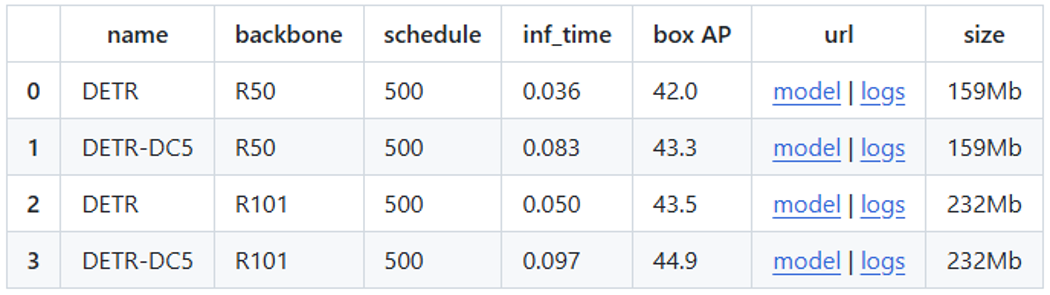 name backbone schedule inf_time box AP url size
0 DETR R50 500 0.036 42.0 model | logs 159Mb
1 DETR-DC5 R50 500 0.083 43.3 model | logs 159Mb
2 DETR R101 500 0.050 43.5 model | logs 232Mb
3 DETR-DC5 R101 500 0.097 44.9 model | logs 232Mb